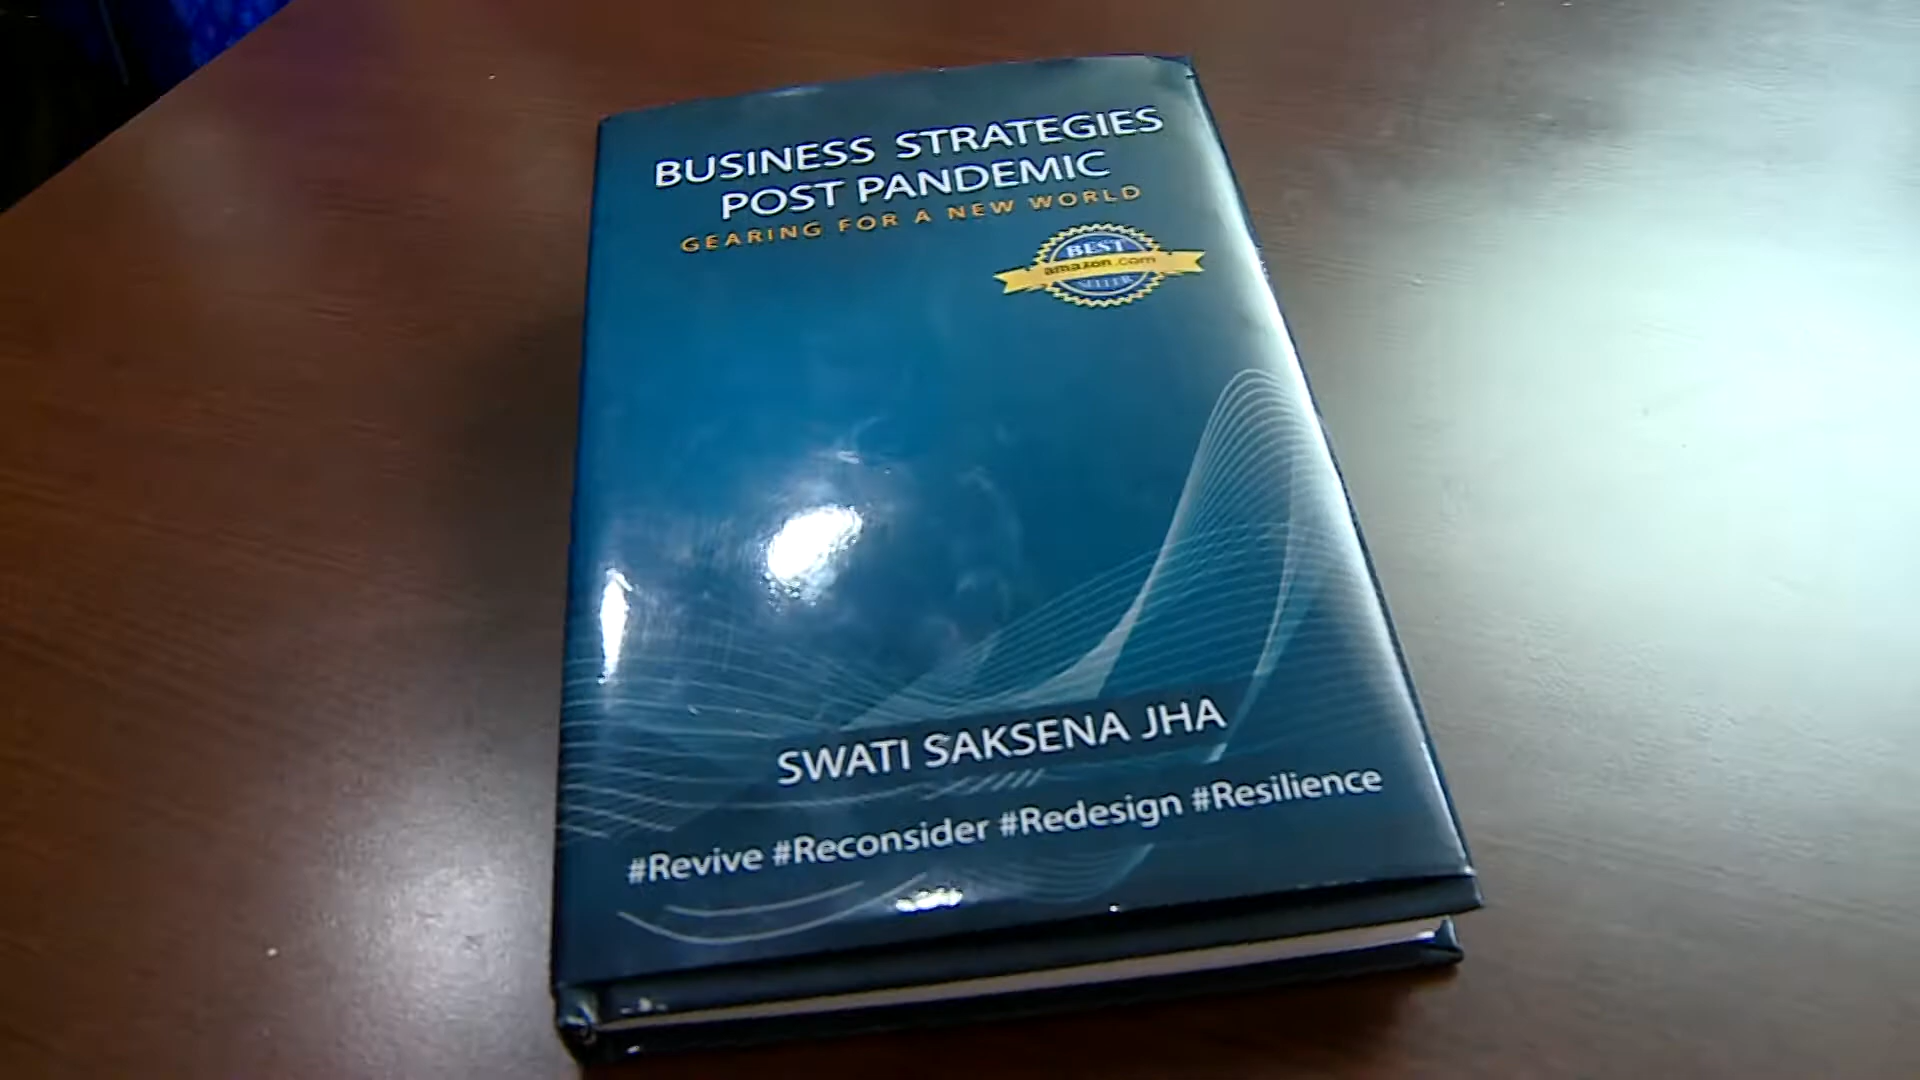 BUSINESS STRATEGIES
POST PANDEMIC
GEARING FOR A NEW WORLD
BEST
amazon.com
SELLER
SWATI SAKSENA JHA
#Revive #Reconsider #Redesign #Resilience